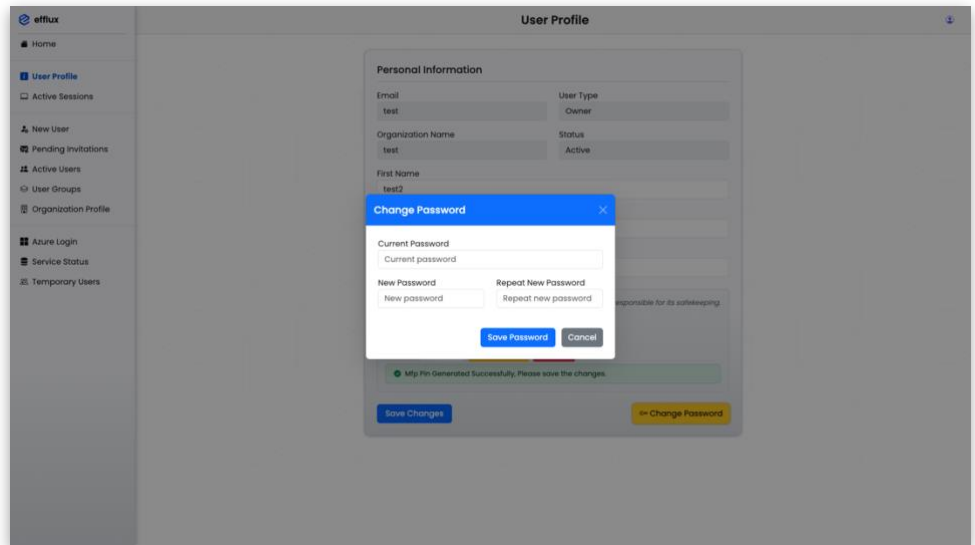 efflux
User Profile
Home
User Profile
Active Sessions
New User
Pending Invitations
Active Users
User Groups
Organization Profile
Azure Login
Service Status
Temporary Users
Personal Information
Email
User Type
test
Owner
Organization Name
Status
test
Active
First Name
test2
Change Password
Current Password
Current password
New Password
Repeat New Password
New password
Repeat new password
Save Password
Cancel
responsible for its safekeeping.
Mfp Pin Generated Successfully, Please save the changes.
Save Changes
Change Password